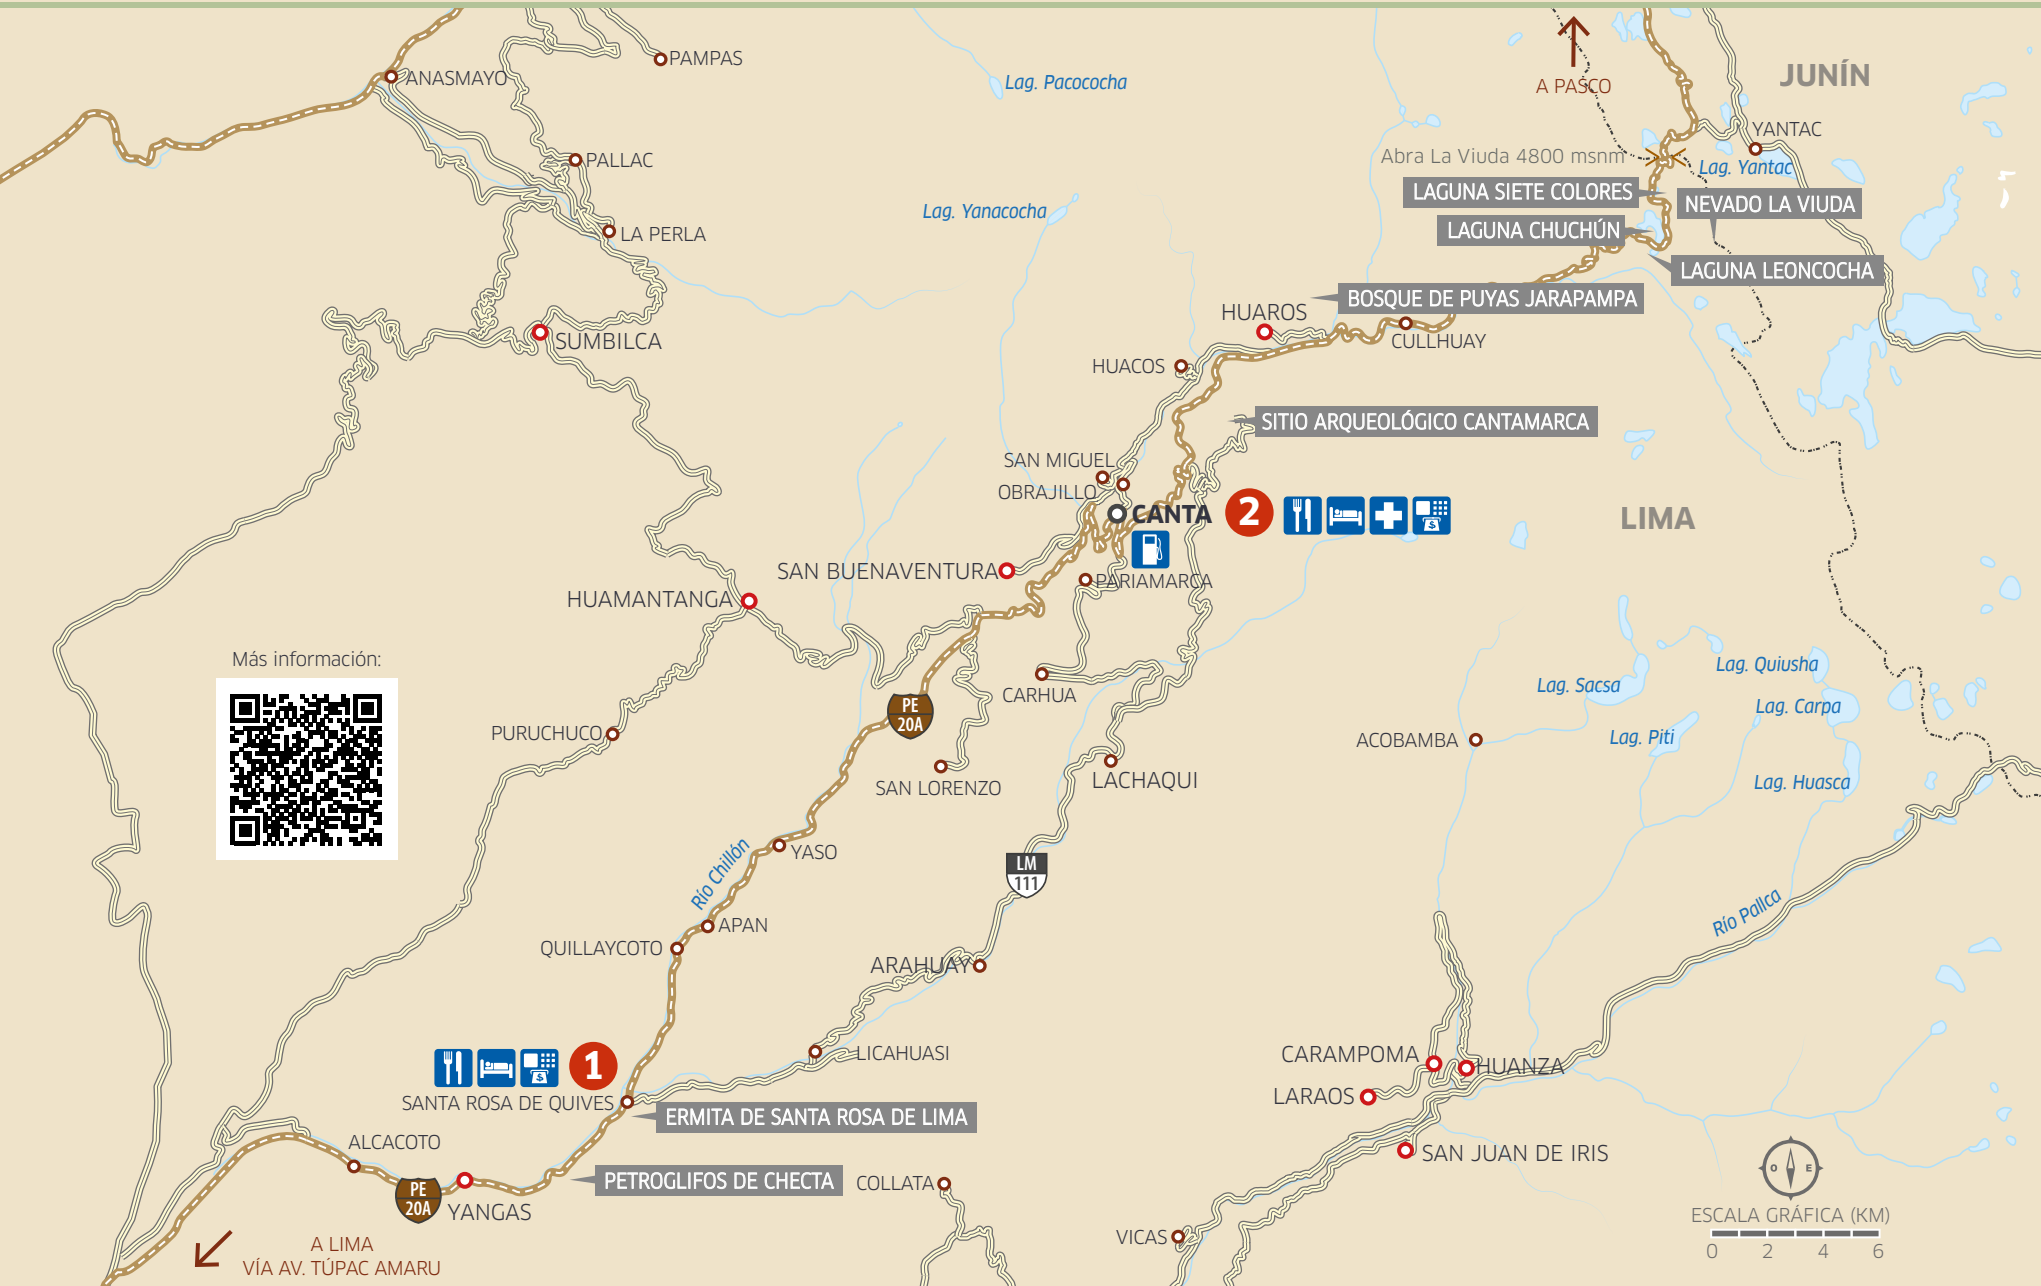 PAMPAS
ANASMAYO
Lag. Pacococha
A PASCO
JUNÍN
YANTAC
PALLAC
Abra La Viuda 4800 msnm
Lag. Yantac
LAGUNA SIETE COLORES
NEVADO LA VIUDA
Lag. Yanacocha
LA PERLA
LAGUNA CHUCHÚN
LAGUNA LEONCOCHA
BOSQUE DE PUYAS JARAPAMPA
HUAROS
SUMBILCA
CULLHUAY
HUACOS
SITIO ARQUEOLÓGICO CANTAMARCA
SAN MIGUEL
OBRAJILLO
CANTA
2
$
LIMA
SAN BUENAVENTURA
PARIAMARCA
HUAMANTANGA
Más información:
Lag. Quiusha
Lag. Sacsa
CARHUA
Lag. Carpa
PE
20A
PURUCHUCO
ACOBAMBA
Lag. Piti
SAN LORENZO
LACHAQUI
Lag. Huasca
YASO
Río Chillón
LM
111
Río Pallca
APAN
QUILLAYCOTO
ARAHUAY
LICAHUASI
CARAMPOMA
HUANZA
$
1
SANTA ROSA DE QUIVES
LARAOS
ERMITA DE SANTA ROSA DE LIMA
ALCACOTO
SAN JUAN DE IRIS
PETROGLIFOS DE CHECTA
COLLATA
O E
PE
20A
YANGAS
ESCALA GRÁFICA (KM)
0 2 4 6
VICAS
A LIMA
VÍA AV. TÚPAC AMARU